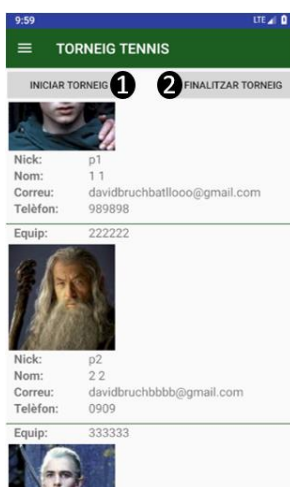 9:59 LTE
TORNEIG TENNIS
INICIAR TORNEIG 1 2 FINALITZAR TORNEIG
Nick: p1
Nom: 1 1
Correu: davidbruchbatllooo@gmail.com
Telèfon: 989898
Equip: 222222
Nick: p2
Nom: 2 2
Correu: davidbruchbbbb@gmail.com
Telèfon: 0909
Equip: 333333